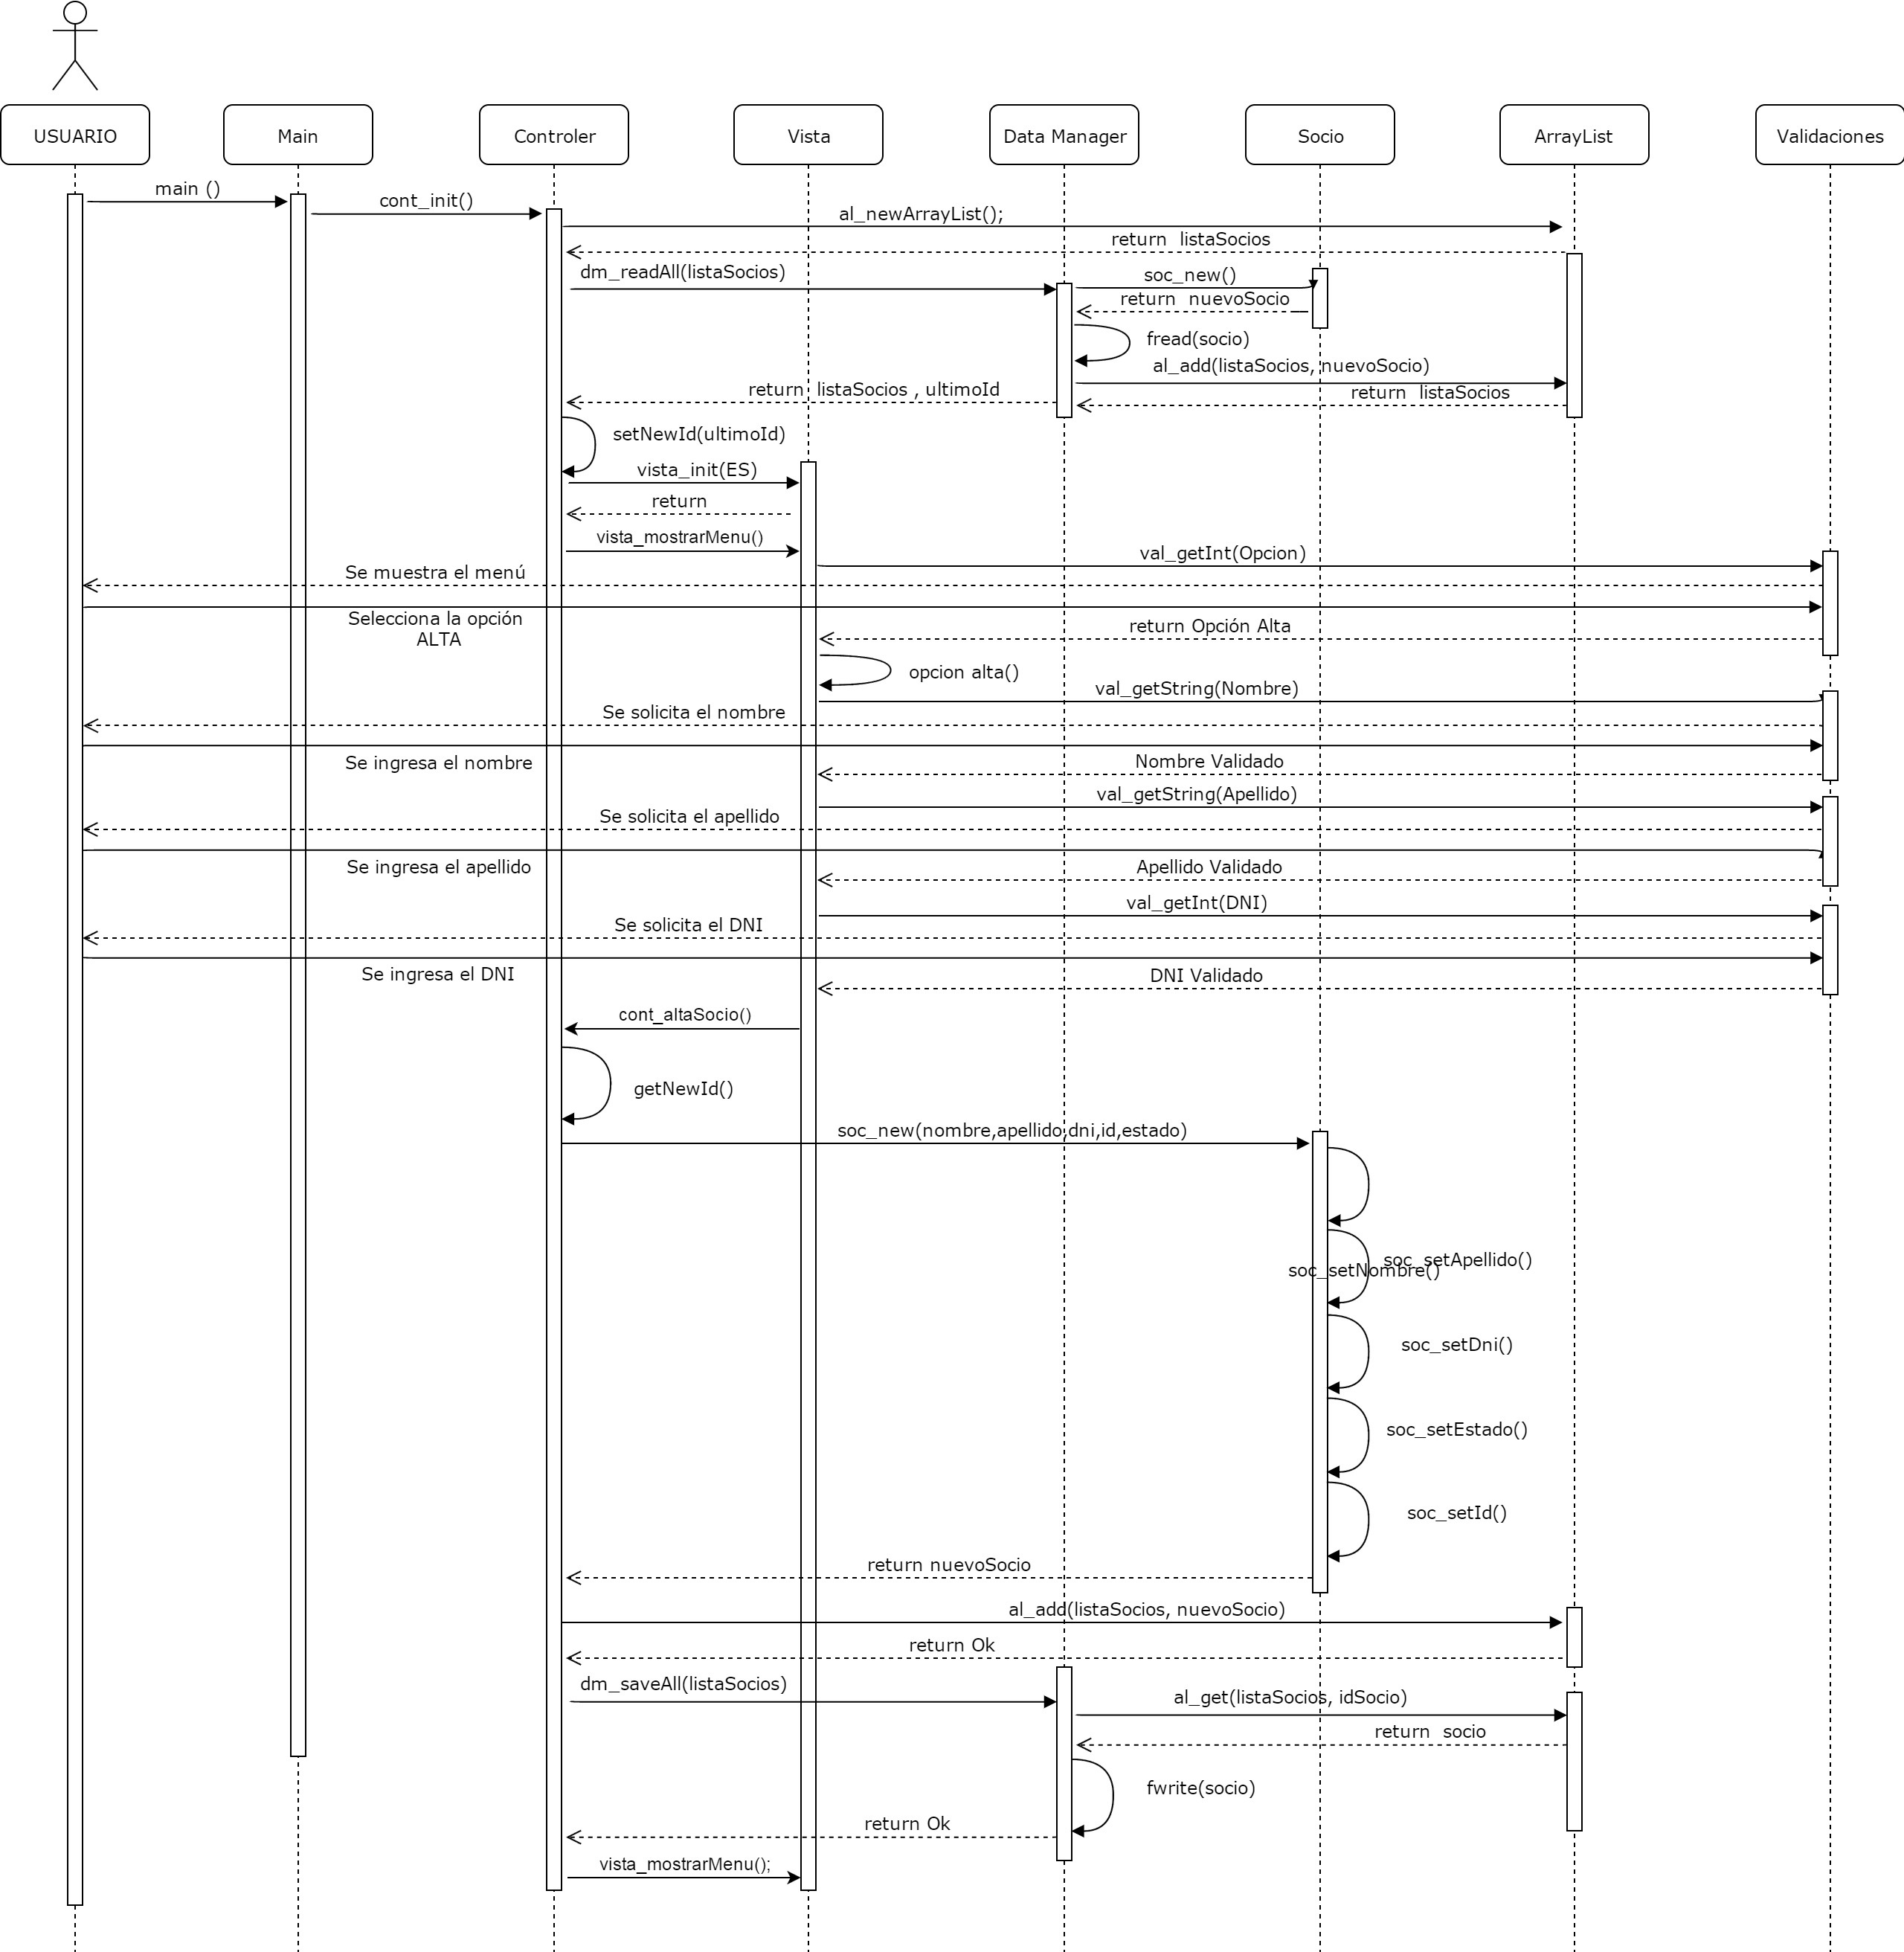 USUARIO
Main
Controler
Vista
Data Manager
Socio
ArrayList
Validaciones
main ()
cont_init()
al_newArrayList();
return  listaSocios
dm_readAll(listaSocios)
soc_new()
return  nuevoSocio
fread(socio)
al_add(listaSocios, nuevoSocio)
return  listaSocios , ultimoId
return  listaSocios
setNewId(ultimoId)
vista_init(ES)
return
vista_mostrarMenu()
val_getInt(Opcion)
Se muestra el menú
Selecciona la opción
ALTA
return Opción Alta
opcion alta()
val_getString(Nombre)
Se solicita el nombre
Se ingresa el nombre
Nombre Validado
val_getString(Apellido)
Se solicita el apellido
Se ingresa el apellido
Apellido Validado
val_getInt(DNI)
Se solicita el DNI
Se ingresa el DNI
DNI Validado
cont_altaSocio()
getNewId()
soc_new(nombre,apellido,dni,id,estado)
soc_setApellido()
soc_setNombre()
soc_setDni()
soc_setEstado()
soc_setId()
return nuevoSocio
al_add(listaSocios, nuevoSocio)
return Ok
dm_saveAll(listaSocios)
al_get(listaSocios, idSocio)
return  socio
fwrite(socio)
return Ok
vista_mostrarMenu();